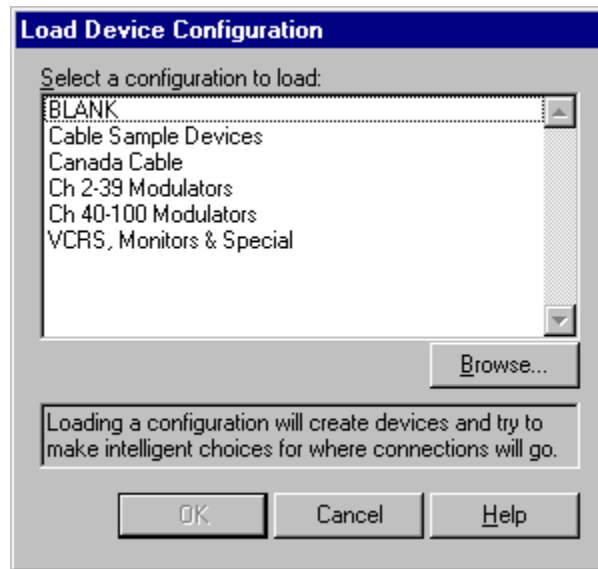 Load Device Configuration
Select a configuration to load:
BLANK
Cable Sample Devices
Canada Cable
Ch 2-39 Modulators
Ch 40-100 Modulators
VCRS, Monitors & Special
Browse...
Loading a configuration will create devices and try to
make intelligent choices for where connections will go.
OK
Cancel
Help